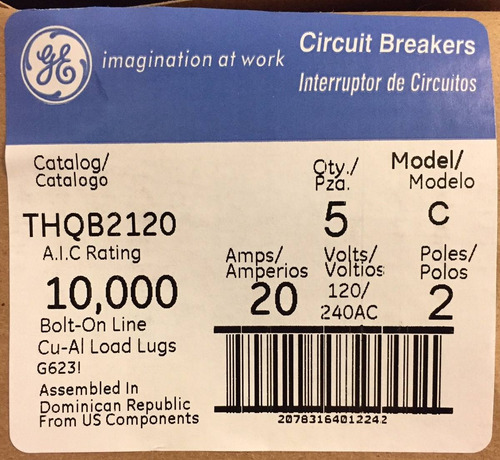 GE imagination at work
Circuit Breakers
Interruptor de Circuitos
Catalog/
Catalogo
THQB2120
Qty./
Pza.
5
Model/
Modelo
C
A.I.C Rating
10,000
Amps/
Amperios
20
Volts/
Voltios
120/
240AC
Poles/
Polos
2
Bolt-On Line
Cu-Al Load Lugs
G623!
Assembled In
Dominican Republic
From US Components
20783164012242